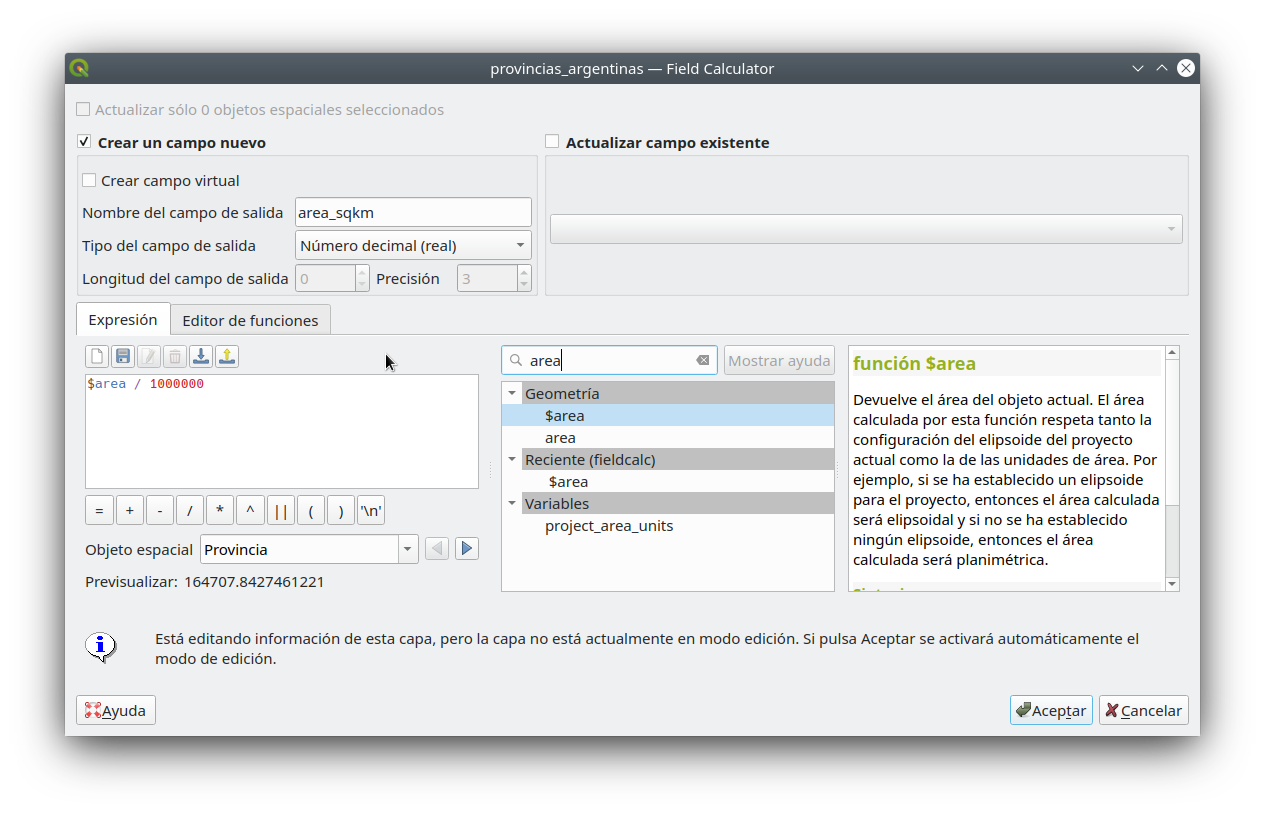 provincias_argentinas — Field Calculator
Actualizar sólo 0 objetos espaciales seleccionados
Crear un campo nuevo
Actualizar campo existente
Crear campo virtual
Nombre del campo de salida area_sqkm
Tipo del campo de salida Número decimal (real)
Longitud del campo de salida 0 Precisión 3
Expresión Editor de funciones
$area / 1000000
= + - / * ^ || ( ) '\n'
Objeto espacial Provincia
Previsualizar: 164707.8427461221
area
Mostrar ayuda
Geometría
$area
area
Reciente (fieldcalc)
$area
Variables
project_area_units
función $area
Devuelve el área del objeto actual. El área
calculada por esta función respeta tanto la
configuración del elipsoide del proyecto
actual como la de las unidades de área. Por
ejemplo, si se ha establecido un elipsoide
para el proyecto, entonces el área calculada
será elipsoidal y si no se ha establecido
ningún elipsoide, entonces el área
calculada será planimétrica.
Está editando información de esta capa, pero la capa no está actualmente en modo edición. Si pulsa Aceptar se activará automáticamente el
modo de edición.
Ayuda
Aceptar
Cancelar